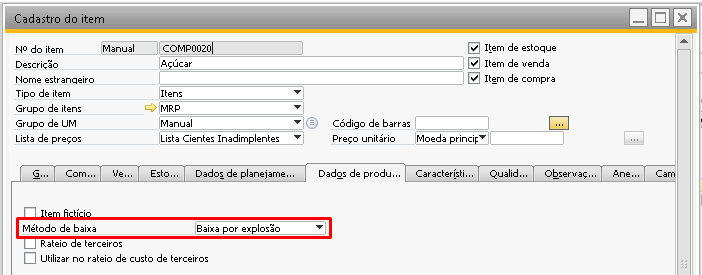 Cadastro do item
Nº do item Manual COMP0020 Item de estoque
Descrição Açúcar Item de venda
Nome estrangeiro Item de compra
Tipo de item Itens
Grupo de itens MRP
Grupo de UM Manual Código de barras ...
Lista de preços Lista Cientes Inadimplentes Preço unitário Moeda princip ...
G... Com... Ve... Esto... Dados de planejame... Dados de produ... Característi... Qualid... Observaç... Ane... Cam
Item fictício
Método de baixa Baixa por explosão
Rateio de terceiros
Utilizar no rateio de custo de terceiros